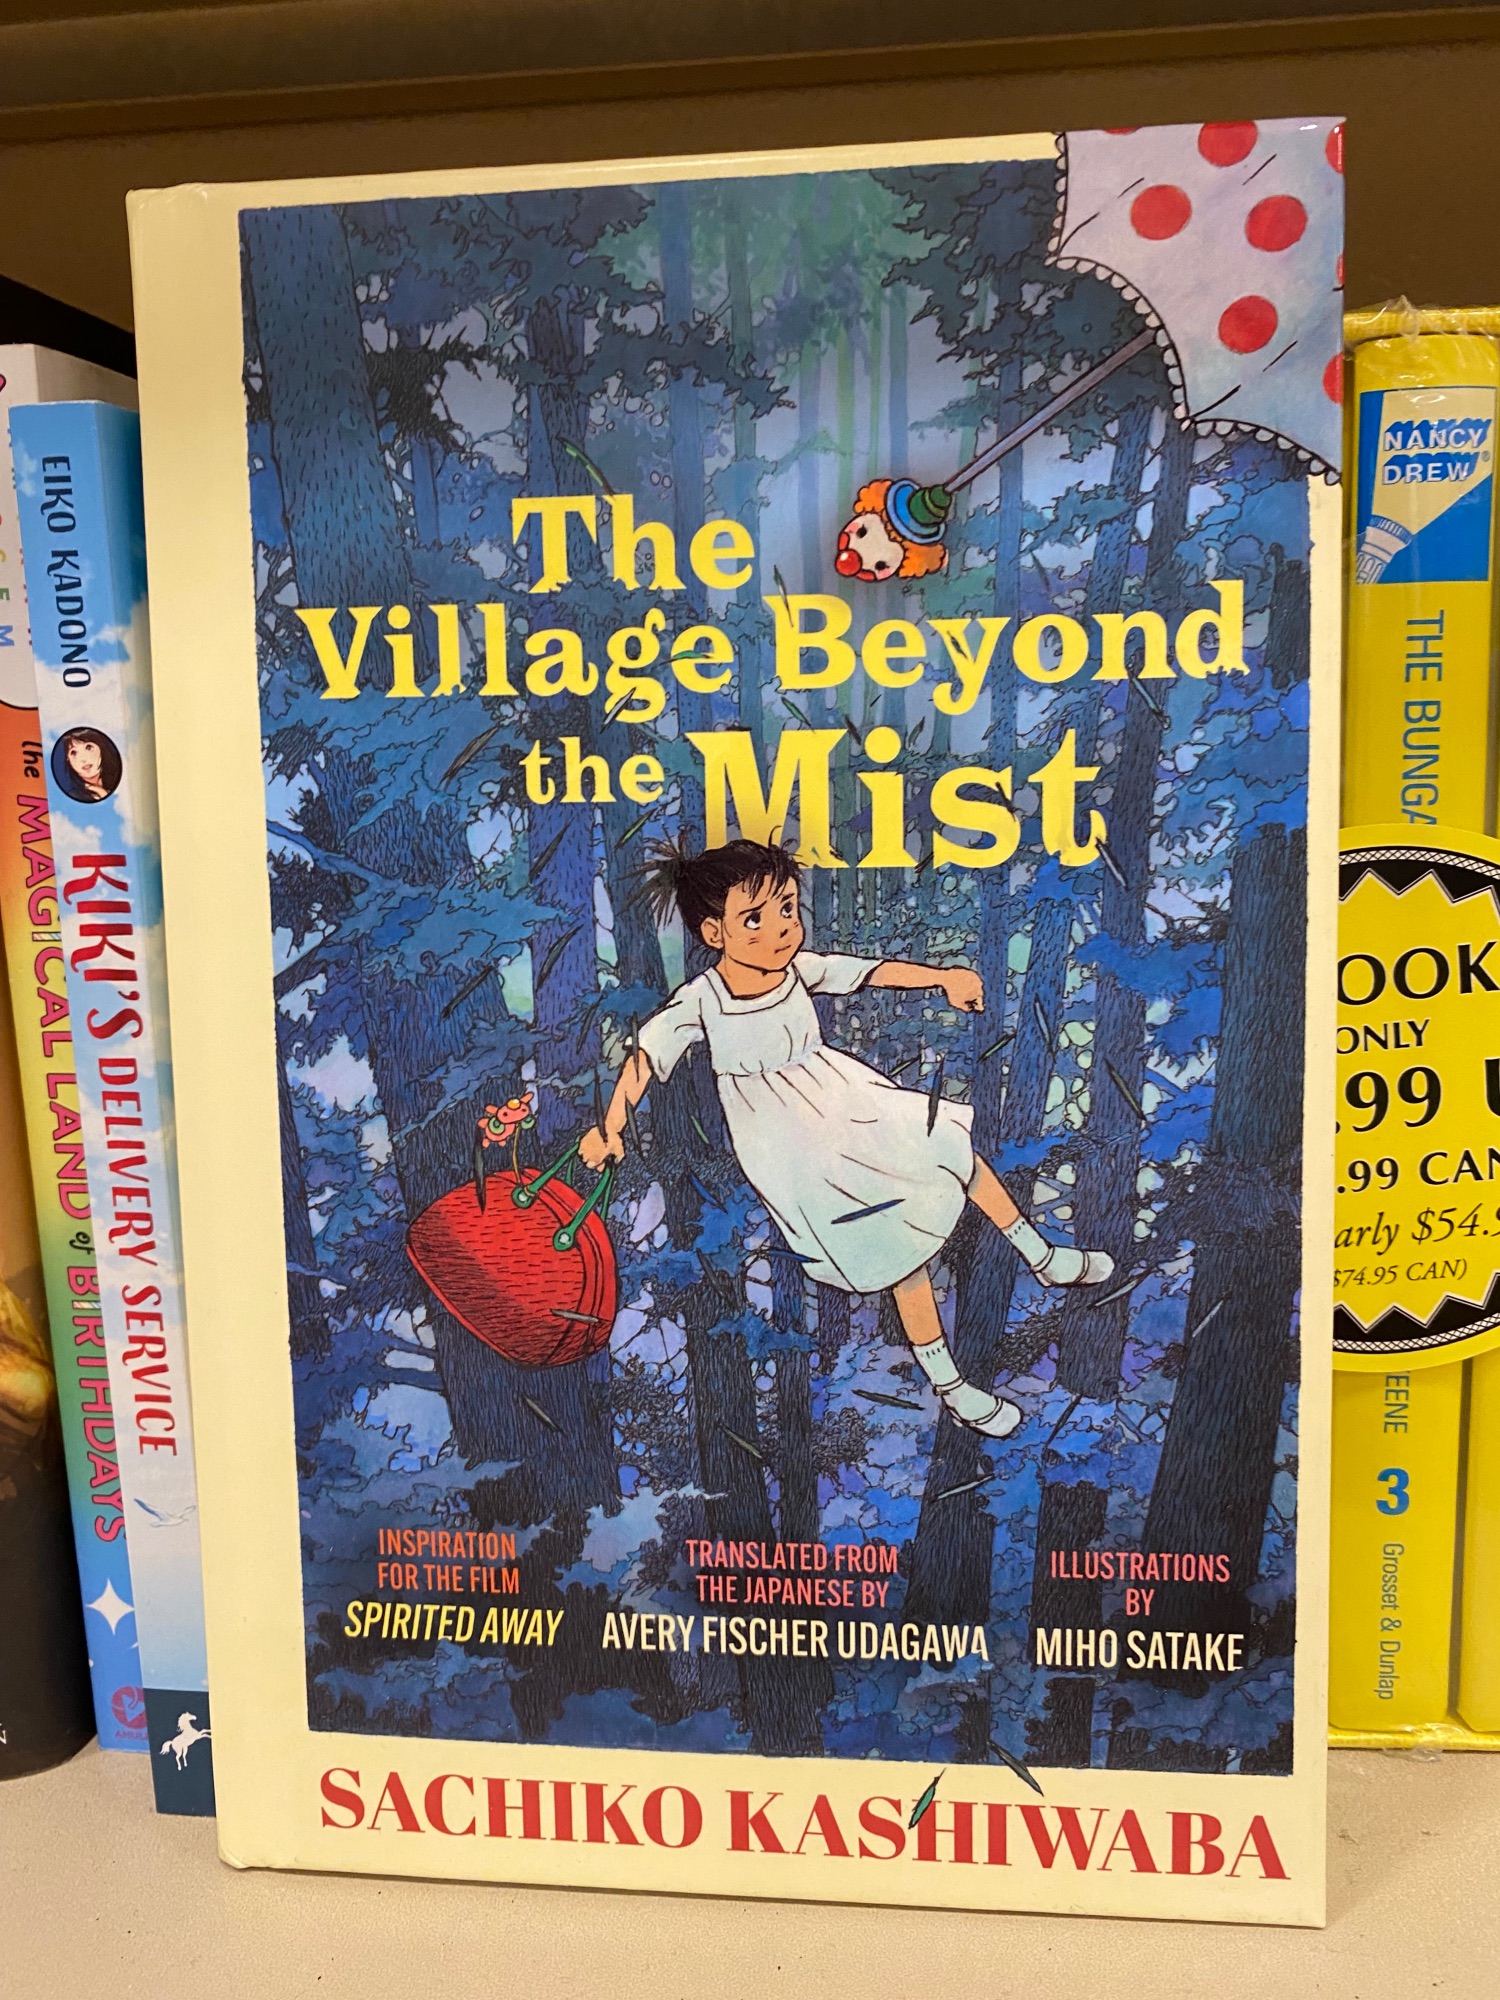 The
Village Beyond
the Mist
INSPIRATION
FOR THE FILM
SPIRITED AWAY
TRANSLATED FROM
THE JAPANESE BY
AVERY FISCHER UDAGAWA
ILLUSTRATIONS
BY
MIHO SATAKE
SACHIKO KASHIWABA
EIKO KADONO
KIKI'S DELIVERY SERVICE
the MAGICAL LAND of BIRTHDAYS
NANCY
DREW
THE BUNGA
ONLY
.99 U
.99 CAN
$54.9
$74.95 CAN)
3
Grosset & Dunlap